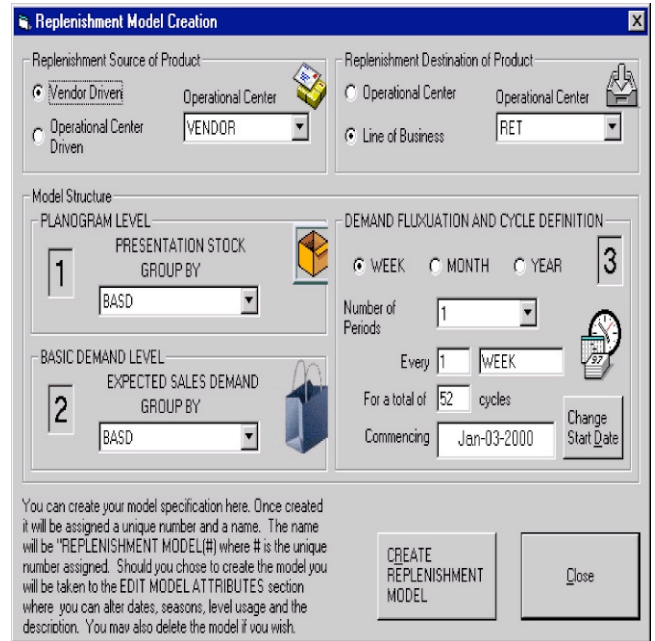 Replenishment Model Creation
Replenishment Source of Product
Vendor Driven
Operational Center
Operational Center
Driven
VENDOR
Replenishment Destination of Product
Operational Center
Operational Center
Line of Business
RET
Model Structure
PLANOGRAM LEVEL
1
PRESENTATION STOCK
GROUP BY
BASD
BASIC DEMAND LEVEL
2
EXPECTED SALES DEMAND
GROUP BY
BASD
DEMAND FLUXUATION AND CYCLE DEFINITION
WEEK MONTH YEAR
3
Number of
Periods
1
97
Every 1 WEEK
For a total of 52 cycles
Commencing Jan-03-2000
Change
Start Date
You can create your model specification here. Once created
it will be assigned a unique number and a name. The name
will be "REPLENISHMENT MODEL(#) where # is the unique
number assigned. Should you chose to create the model you
will be taken to the EDIT MODEL ATTRIBUTES section
where you can alter dates, seasons, level usage and the
description. You may also delete the model if you wish.
CREATE
REPLENISHMENT
MODEL
Close